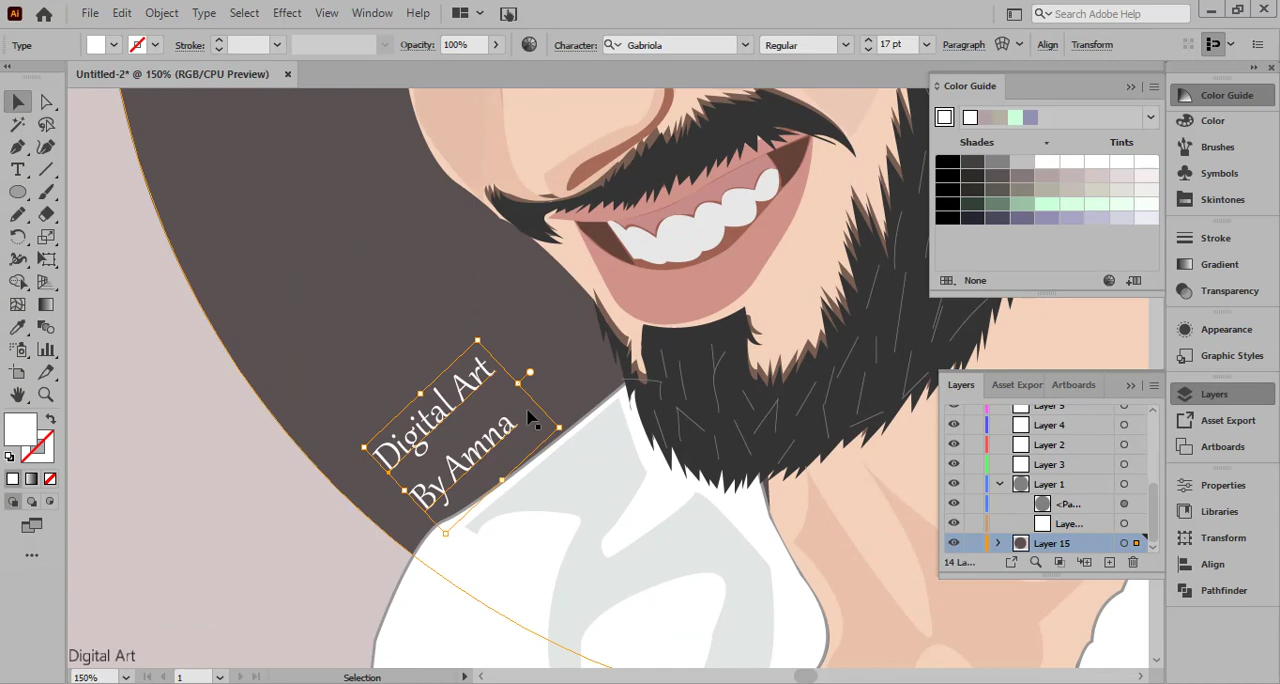 Ai File Edit Object Type Select Effect View Window Help Search Adobe Help
Type Stroke: Opacity: 100% Character: Gabriola Regular 17 pt Paragraph Align Transform
Untitled-2* @ 150% (RGB/CPU Preview)
Color Guide
Shades Tints
None
Digital Art
By Amna
Layers Asset Expor Artboards
Layer 5
Layer 4
Layer 2
Layer 3
Layer 1
<Pa...
Laye...
Layer 15
14 La...
Color Guide
Color
Brushes
Symbols
Skintones
Stroke
Gradient
Transparency
Appearance
Graphic Styles
Layers
Asset Export
Artboards
Properties
Libraries
Transform
Align
Pathfinder
Digital Art
150% 1 Selection